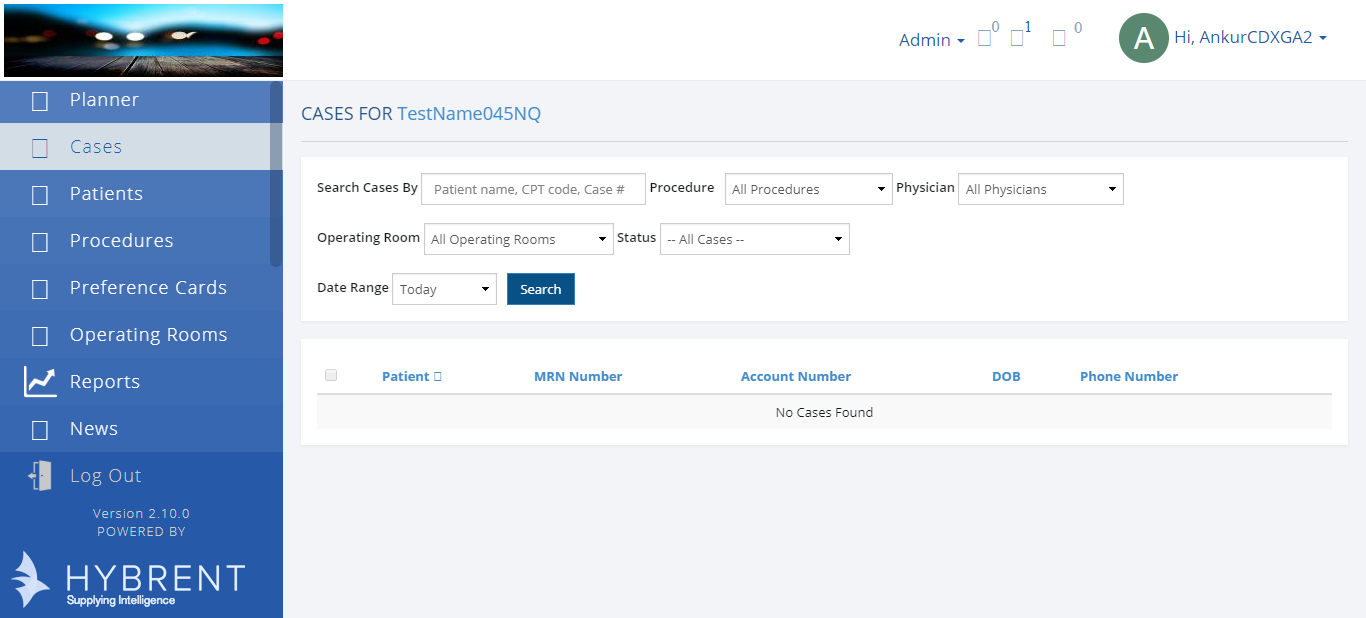 Admin 0 1 0 A Hi, AnkurCDXGA2
Planner
Cases
Patients
Procedures
Preference Cards
Operating Rooms
Reports
News
Log Out
Version 2.10.0
POWERED BY
HYBRENT
Supplying Intelligence
CASES FOR TestName045NQ
Search Cases By Patient name, CPT code, Case # Procedure All Procedures Physician All Physicians
Operating Room All Operating Rooms Status -- All Cases --
Date Range Today Search
Patient MRN Number Account Number DOB Phone Number
No Cases Found